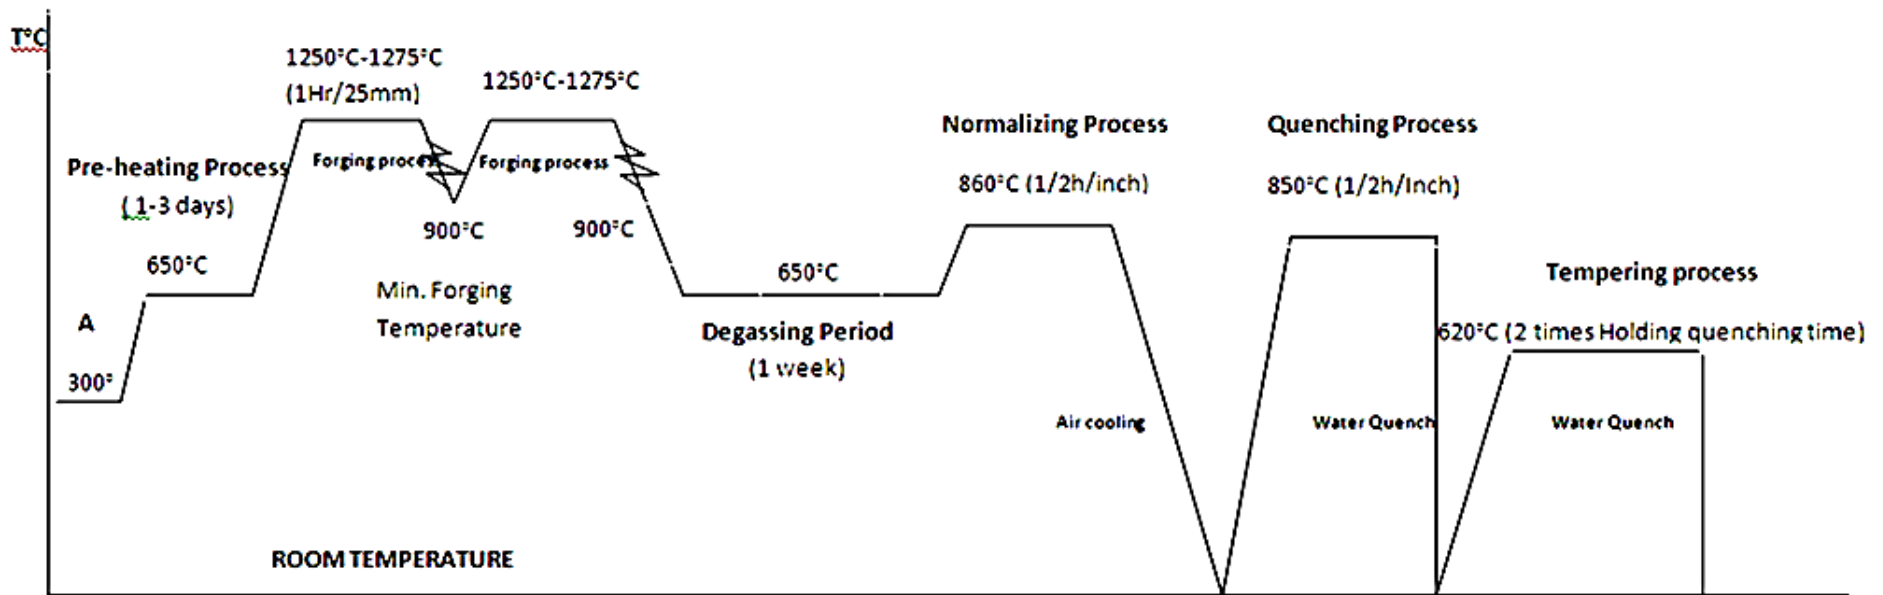 T°C
1250°C-1275°C
(1Hr/25mm)
1250°C-1275°C
Pre-heating Process
( 1-3 days)
Forging process
Forging process
Normalizing Process
860°C (1/2h/inch)
Quenching Process
850°C (1/2h/Inch)
900°C
900°C
650°C
Min. Forging
Temperature
650°C
Degassing Period
(1 week)
Tempering process
620°C (2 times Holding quenching time)
A
300°
Air cooling
Water Quench
Water Quench
ROOM TEMPERATURE